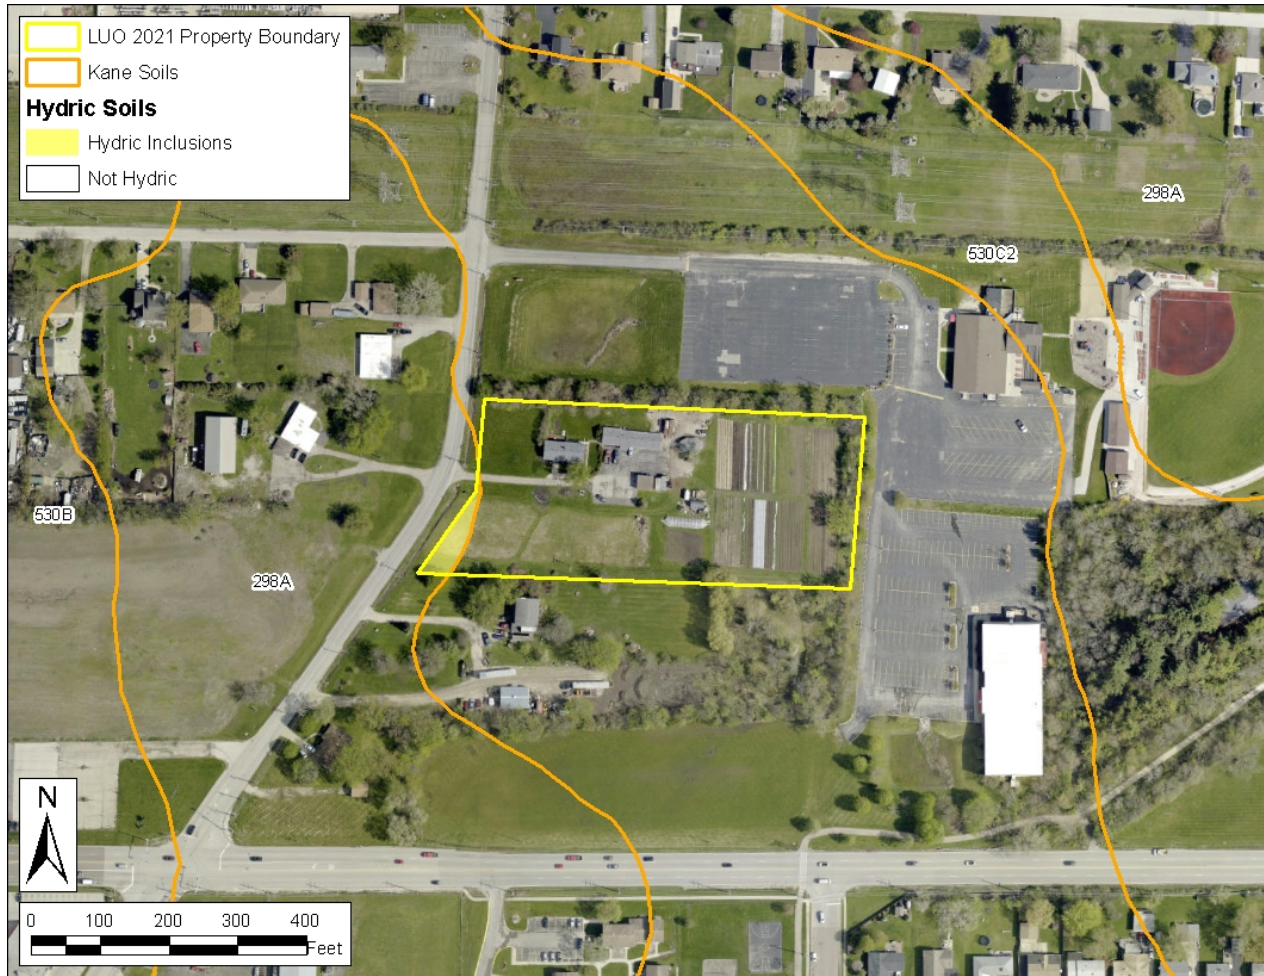 LUO 2021 Property Boundary
Kane Soils
Hydric Soils
Hydric Inclusions
Not Hydric
298A
530C2
530B
298A
N
0 100 200 300 400
Feet